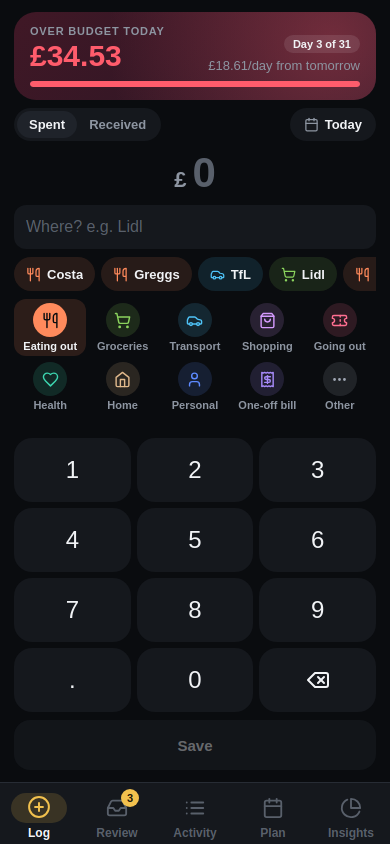 OVER BUDGET TODAY
£34.53
Day 3 of 31
£18.61/day from tomorrow
Spent Received Today
£ 0
Where? e.g. Lidl
Costa Greggs TfL Lidl
Eating out Groceries Transport Shopping Going out
Health Home Personal One-off bill Other
1 2 3
4 5 6
7 8 9
. 0
Save
3
Log Review Activity Plan Insights